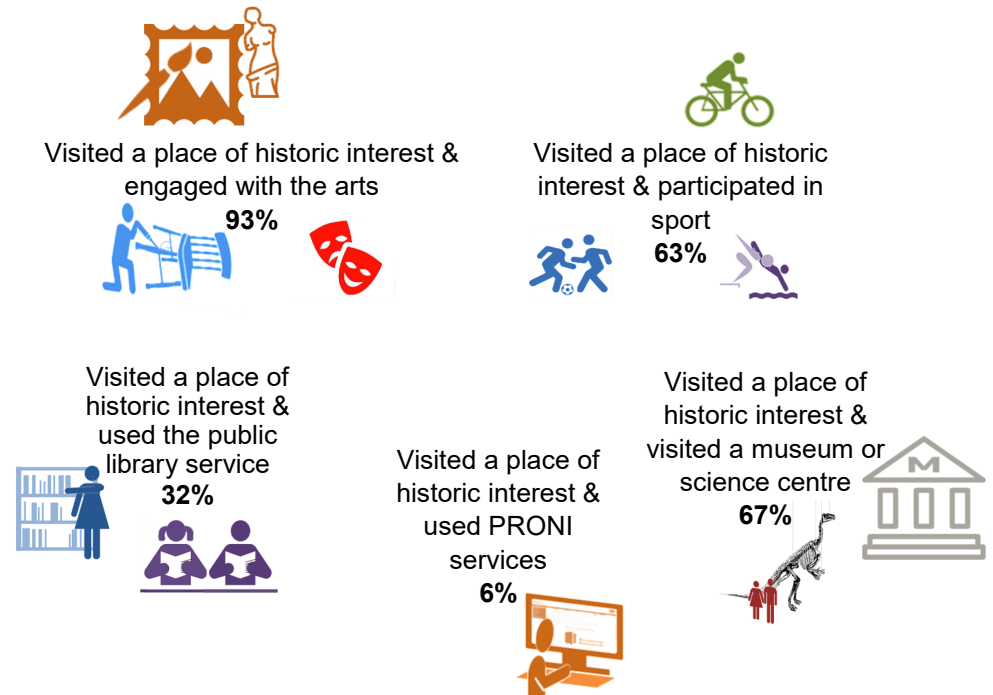 Visited a place of historic interest &
engaged with the arts
93%
Visited a place of historic
interest & participated in
sport
63%
Visited a place of
historic interest &
used the public
library service
32%
Visited a place of
historic interest &
used PRONI
services
6%
Visited a place of
historic interest &
visited a museum or
science centre
67%
M